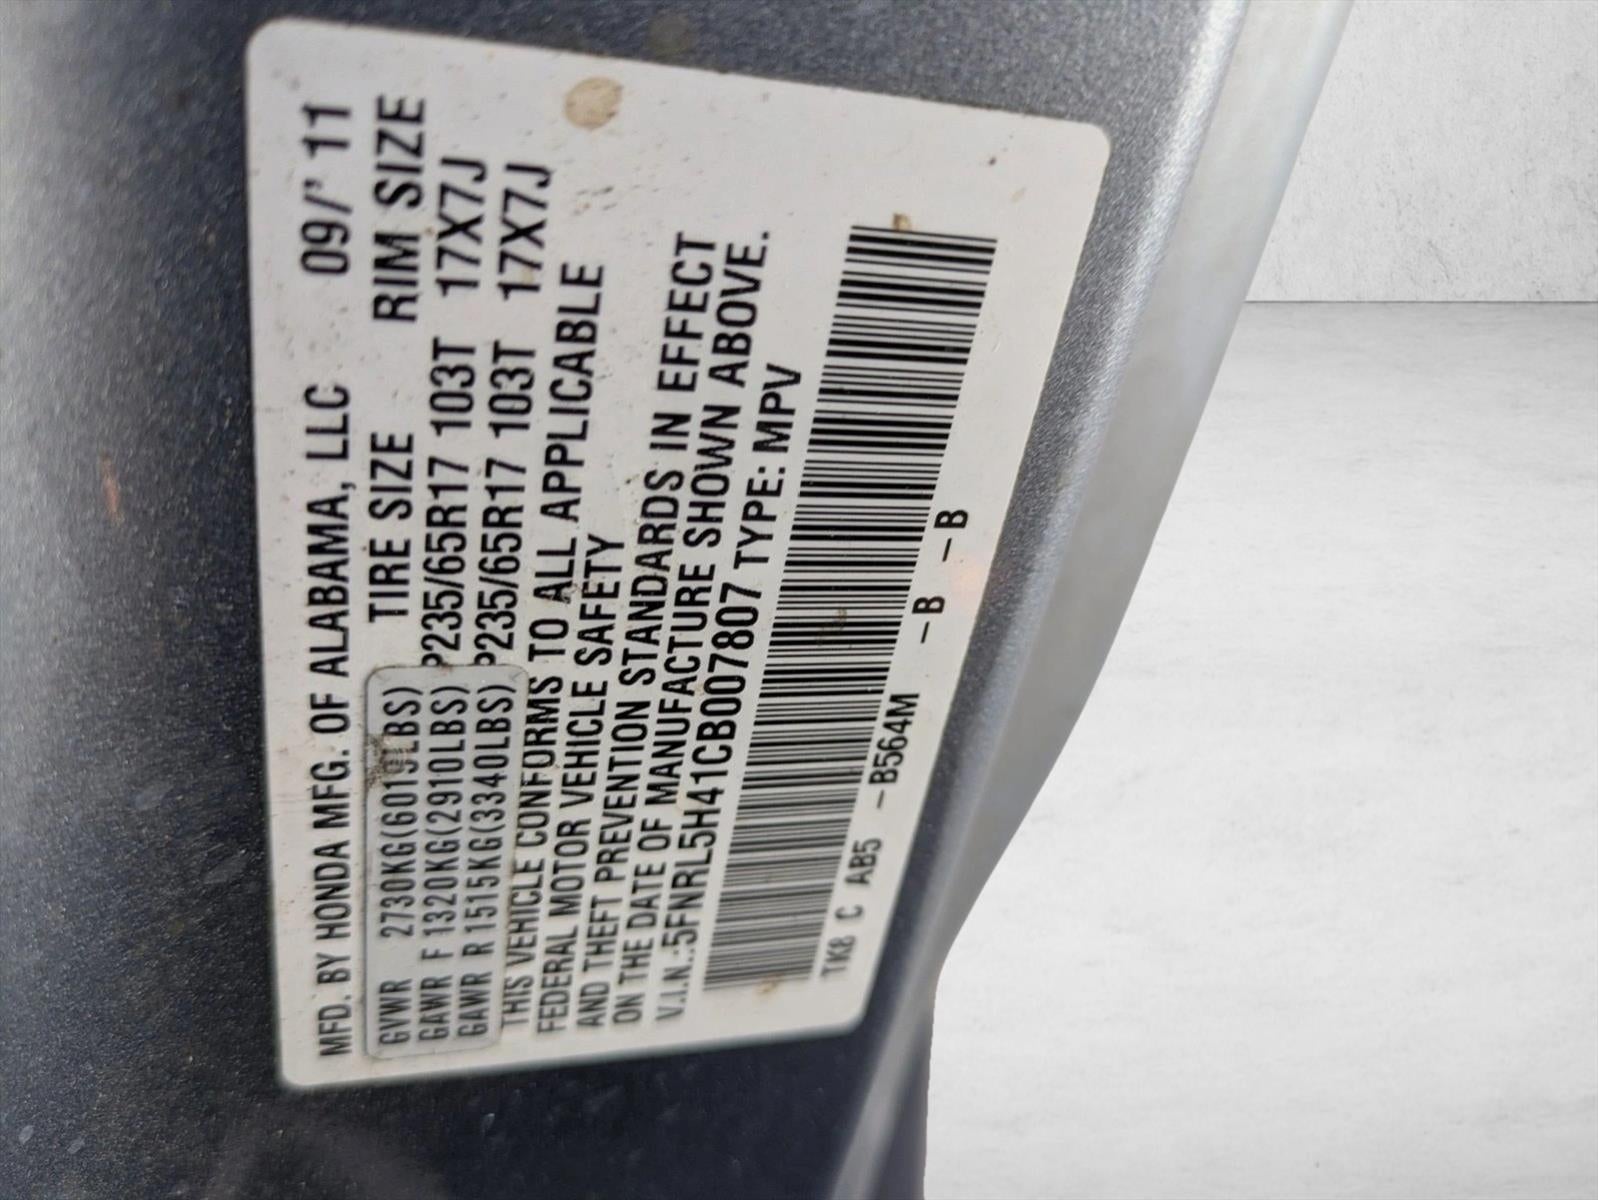 MFD. BY HONDA MFG. OF ALABAMA, LLC 09/'11
TIRE SIZE RIM SIZE
GVWR 2730KG(6019LBS)
GAWR F 1320KG(2910LBS) P235/65R17 103T 17X7J
GAWR R 1515KG(3340LBS) P235/65R17 103T 17X7J
THIS VEHICLE CONFORMS TO ALL APPLICABLE
FEDERAL MOTOR VEHICLE SAFETY
AND THEFT PREVENTION STANDARDS IN EFFECT
ON THE DATE OF MANUFACTURE SHOWN ABOVE.
V.I.N.:5FNRL5H41CB007807 TYPE: MPV
TK8 C AB5 -B564M -B -B